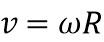 𝑣 = 𝜔𝑅